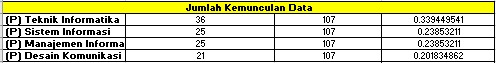 Jumlah Kemunculan Data
(P) Teknik Informatika 36 107 0.339449541
(P) Sistem Informasi 25 107 0.23853211
(P) Manajemen Informa 25 107 0.23853211
(P) Desain Komunikasi 21 107 0.201834862